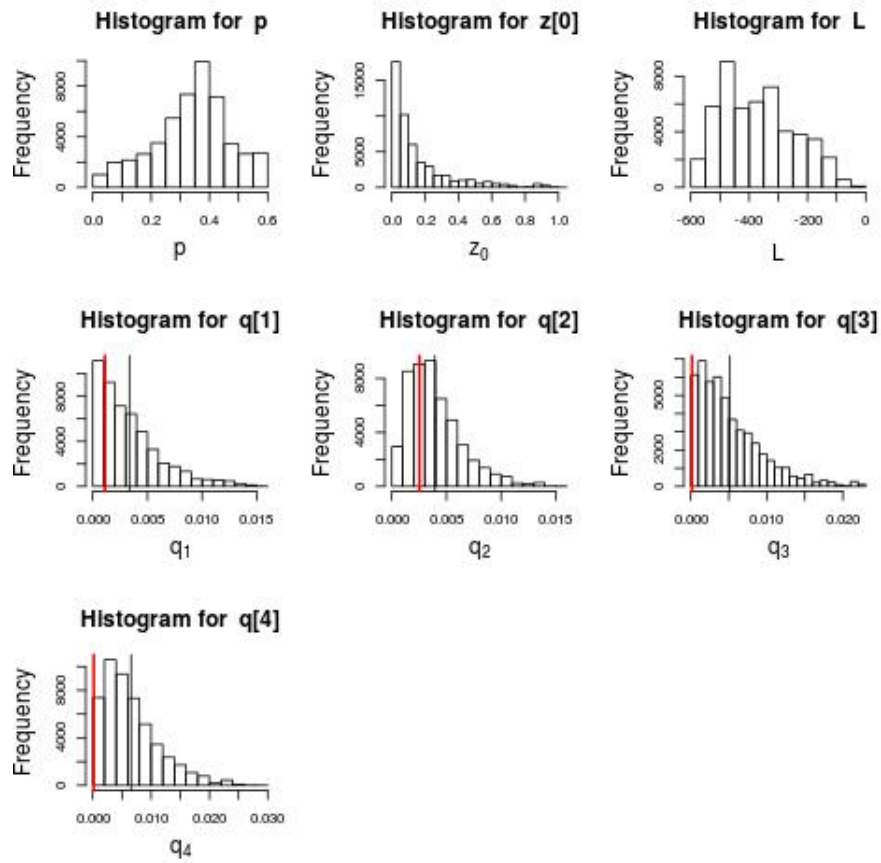 Histogram for p
Frequency
0
4000
8000
0.0
0.2
0.4
0.6
p
Histogram for z[0]
Frequency
0
5000
15000
0.0
0.2
0.4
0.6
0.8
1.0
z₀
Histogram for L
Frequency
0
4000
8000
-600
-400
-200
0
L
Histogram for q[1]
Frequency
0
4000
8000
0.000
0.005
0.010
0.015
q₁
Histogram for q[2]
Frequency
0
4000
8000
0.000
0.005
0.010
0.015
q₂
Histogram for q[3]
Frequency
0
2000
5000
0.000
0.010
0.020
q₃
Histogram for q[4]
Frequency
0
4000
8000
0.000
0.010
0.020
0.030
q₄